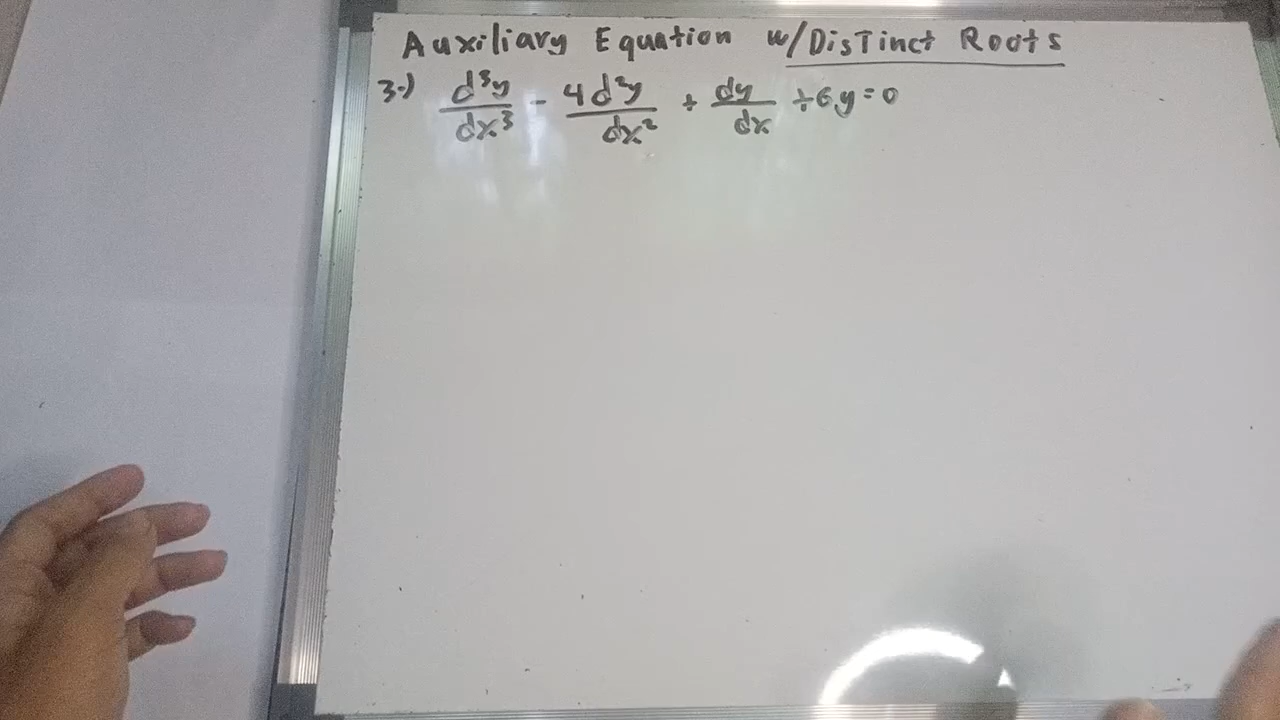 Auxiliary Equation w/DisTinct Roots
3.) d³y/dx³ - 4d²y/dx² + dy/dx + 6y = 0